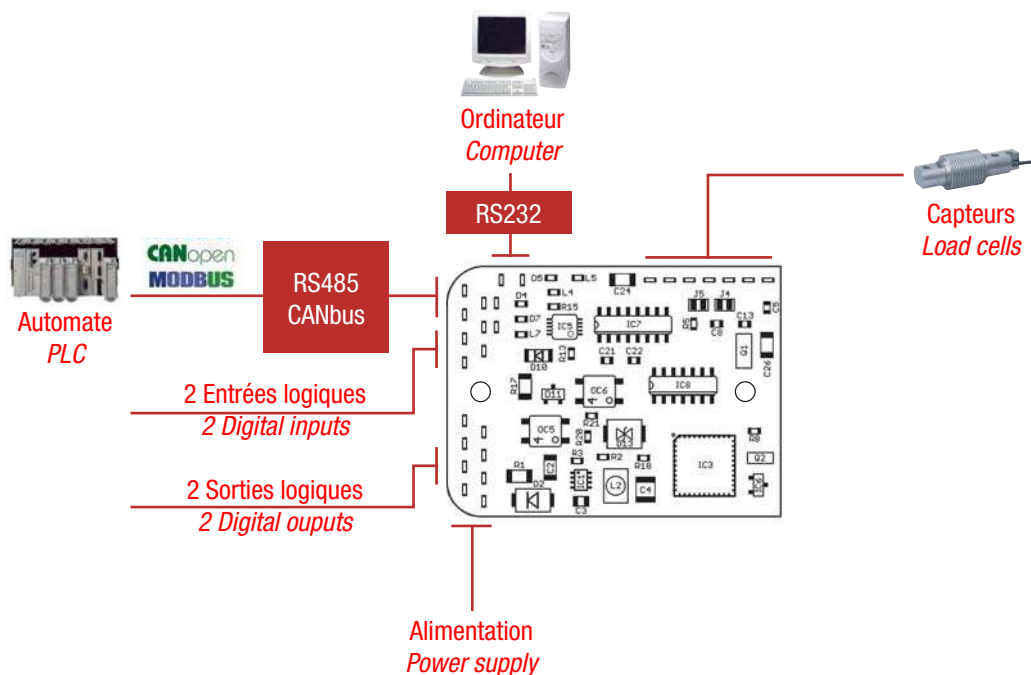 Ordinateur
Computer
RS232
Capteurs
Load cells
CANopen
MODBUS
RS485
CANbus
Automate
PLC
2 Entrées logiques
2 Digital inputs
2 Sorties logiques
2 Digital ouputs
Alimentation
Power supply
D5
L5
C24
L4
D4
R15
J5
J4
C5
D7
IC5
IC7
R5
C8
C13
L7
D10
R13
C21
C22
Q1
C26
R17
D11
OC6
IC8
R21
OC5
R20
D13
R8
R3
R2
R18
IC3
Q2
R1
C2
IC1
L2
C4
IC6
D2
C3